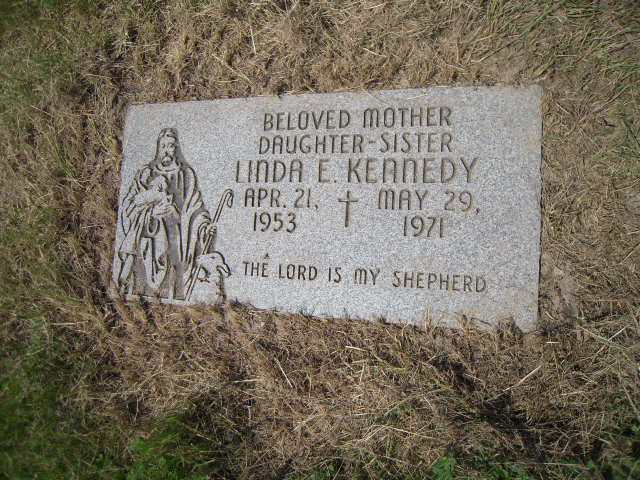 BELOVED MOTHER
DAUGHTER-SISTER
LINDA E. KENNEDY
APR. 21, MAY 29,
1953 1971
THE LORD IS MY SHEPHERD